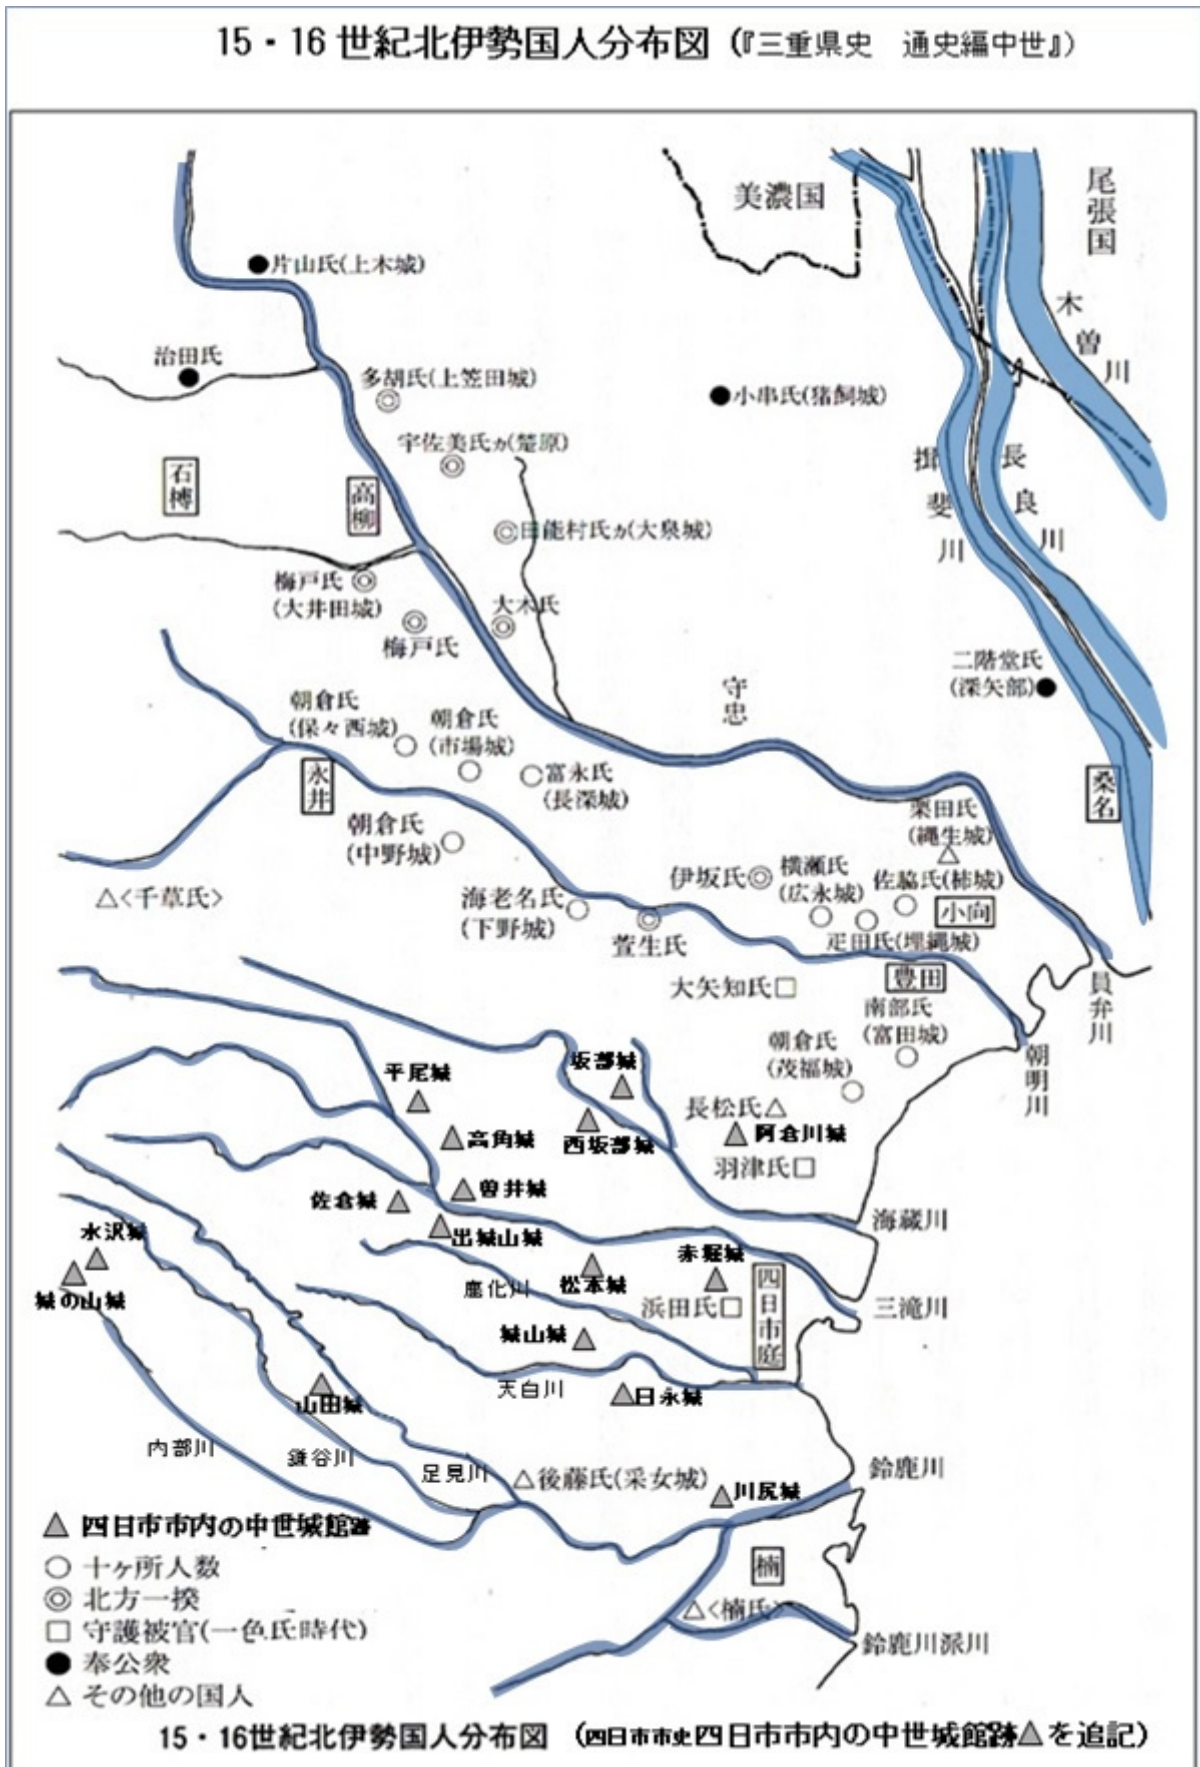 15・16世紀北伊勢国人分布図(『三重県史 通史編中世』)
美濃国
尾張国
木曽川
片山氏(上木城)
治田氏
多胡氏(上笠田城)
小串氏(猪飼城)
宇佐美氏か(楚原)
石榑
高柳
揖斐川
長良川
田能村氏か(大泉城)
梅戸氏
(大井田城)
大木氏
梅戸氏
二階堂氏
(深矢部)
守忠
朝倉氏
(保々西城)
朝倉氏
(市場城)
永井
富永氏
(長深城)
桑名
栗田氏
(縄生城)
朝倉氏
(中野城)
伊坂氏
横瀬氏
(広永城)
佐脇氏(柿城)
<千草氏>
海老名氏
(下野城)
小向
萱生氏
疋田氏(埋縄城)
大矢知氏
豊田
員弁川
南部氏
(富田城)
朝倉氏
(茂福城)
朝明川
坂部城
平尾城
長松氏
阿倉川城
高角城
西坂部城
羽津氏
曽井城
佐倉城
海蔵川
水沢城
出城山城
赤堀城
城の山城
鹿化川
松本城
四日市庭
浜田氏
三滝川
城山城
天白川
日永城
山田城
内部川
鎌谷川
足見川
後藤氏(采女城)
鈴鹿川
川尻城
四日市市内の中世城館跡
十ヶ所人数
楠
北方一揆
<楠氏>
守護被官(一色氏時代)
鈴鹿川派川
奉公衆
その他の国人
15・16世紀北伊勢国人分布図 (四日市市史四日市市内の中世城館跡▲を追記)